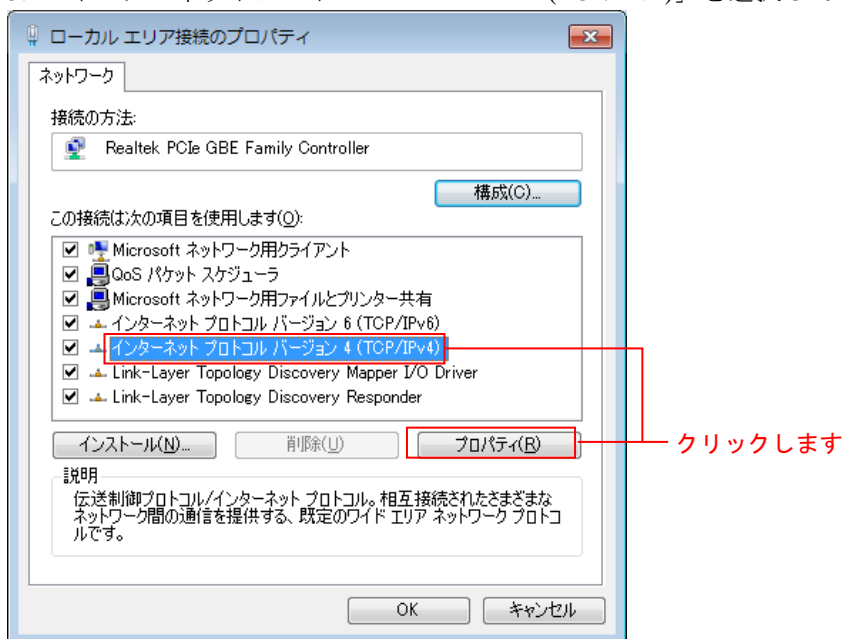 ローカル エリア接続のプロパティ
ネットワーク
接続の方法:
Realtek PCIe GBE Family Controller
構成(C)...
この接続は次の項目を使用します(O):
Microsoft ネットワーク用クライアント
QoS パケット スケジューラ
Microsoft ネットワーク用ファイルとプリンター共有
インターネット プロトコル バージョン 6 (TCP/IPv6)
インターネット プロトコル バージョン 4 (TCP/IPv4)
Link-Layer Topology Discovery Mapper I/O Driver
Link-Layer Topology Discovery Responder
インストール(N)...
削除(U)
プロパティ(R)
クリックします
説明
伝送制御プロトコル/インターネット プロトコル。相互接続されたさまざまな
ネットワーク間の通信を提供する、既定のワイド エリア ネットワーク プロトコ
ルです。
OK
キャンセル